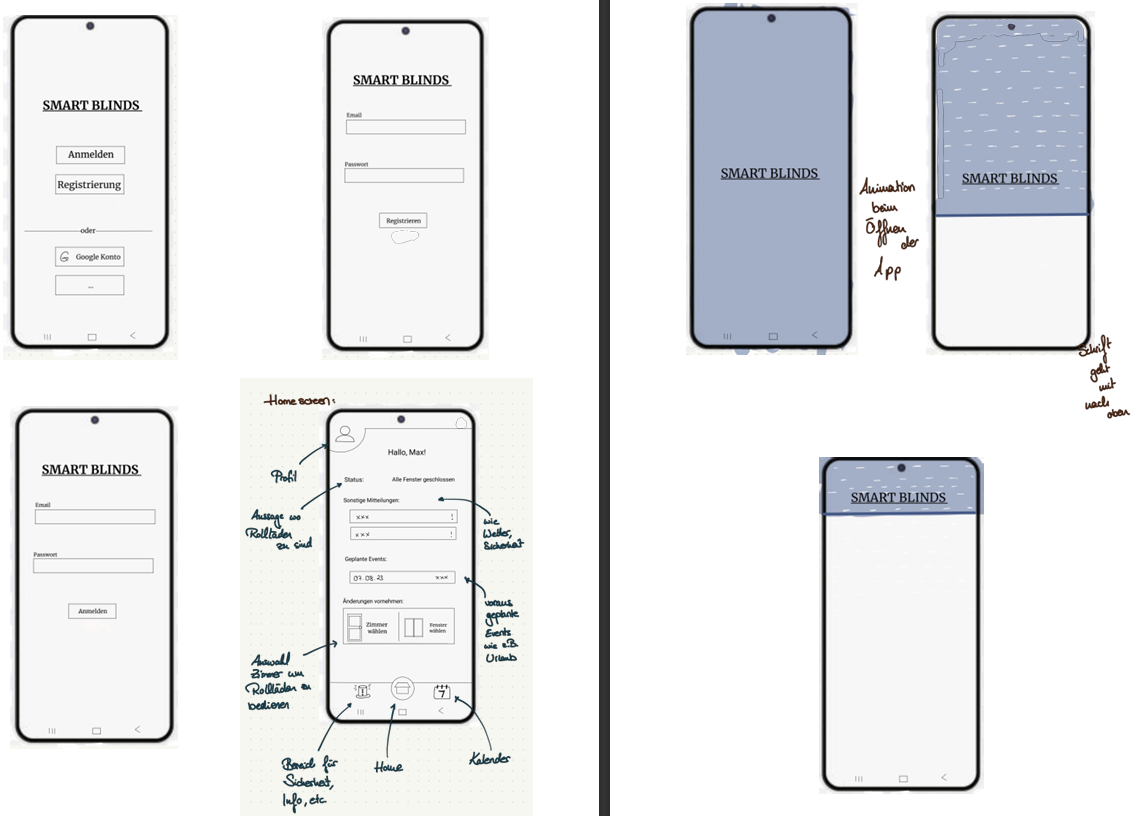 SMART BLINDS
Anmelden
Registrierung
oder
G Google Konto
...
SMART BLINDS
Email
Passwort
Registrieren
SMART BLINDS
Email
Passwort
Anmelden
Homescreen:
Profil
Aussage wo
Rollläden
zu sind
Hallo, Max!
Status: Alle Fenster geschlossen
Sonstige Mitteilungen:
xxx !
xxx !
wie
Wetter,
Sicherheit
Geplante Events:
07.08.23 xxx
voraus
geplante
Events
wie z.B.
Urlaub
Änderungen vornehmen:
Zimmer
wählen
Fenster
wählen
Auswahl
Zimmer um
Rollläden zu
bedienen
7
Bereich für
Sicherheit,
Info, etc
Home
Kalender
SMART BLINDS
Animation
beim
Öffnen
der
App
SMART BLINDS
Schrift
geht
mit
nach
oben
SMART BLINDS